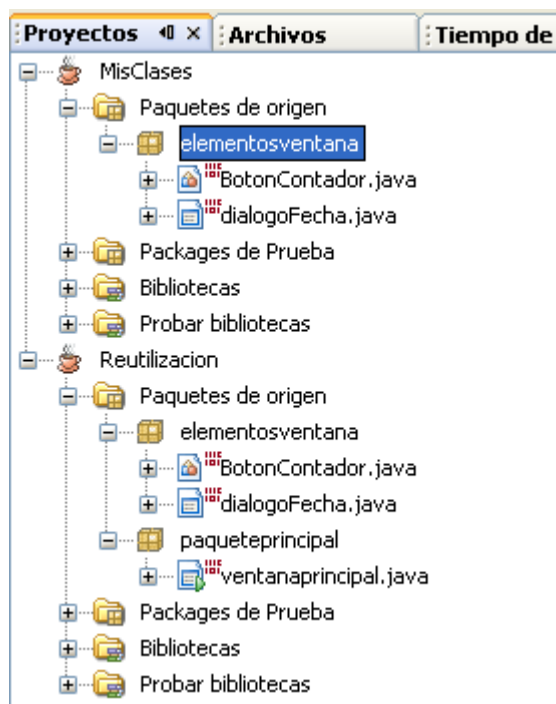 Proyectos Archivos Tiempo de
MisClases
Paquetes de origen
elementosventana
BotonContador.java
dialogoFecha.java
Packages de Prueba
Bibliotecas
Probar bibliotecas
Reutilizacion
Paquetes de origen
elementosventana
BotonContador.java
dialogoFecha.java
paqueteprincipal
ventanaprincipal.java
Packages de Prueba
Bibliotecas
Probar bibliotecas